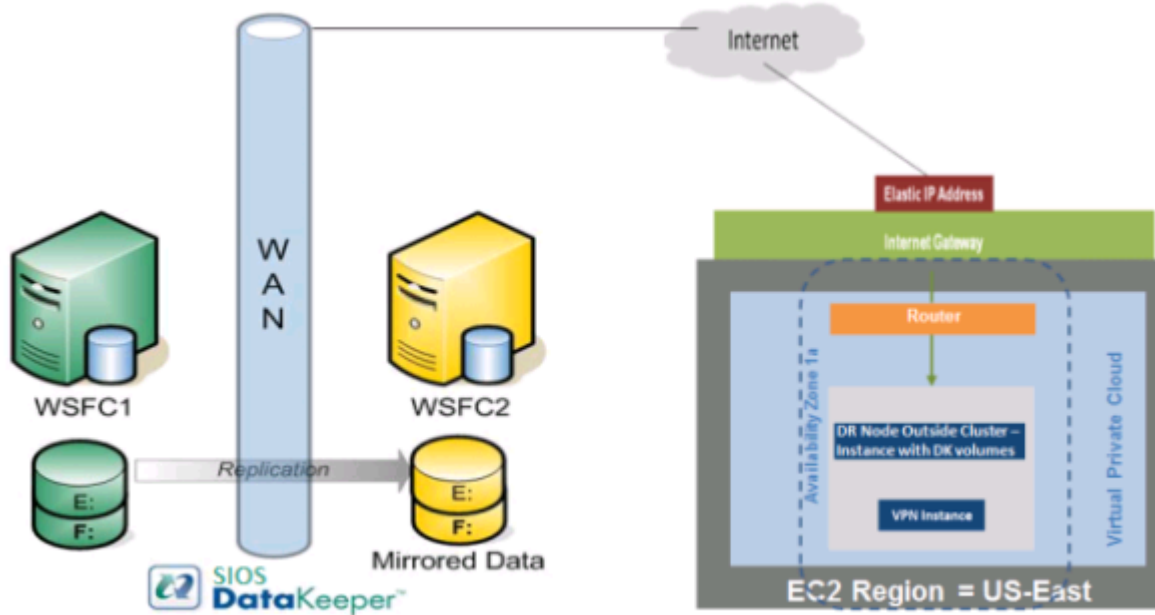 Internet
Elastic IP Address
Internet Gateway
W
A
N
Router
Availability Zone 1a
Virtual Private Cloud
WSFC1
WSFC2
DR Node Outside Cluster –
Instance with DK volumes
Replication
E:
F:
E:
F:
VPN Instance
Mirrored Data
SIOS
DataKeeper™
EC2 Region = US-East